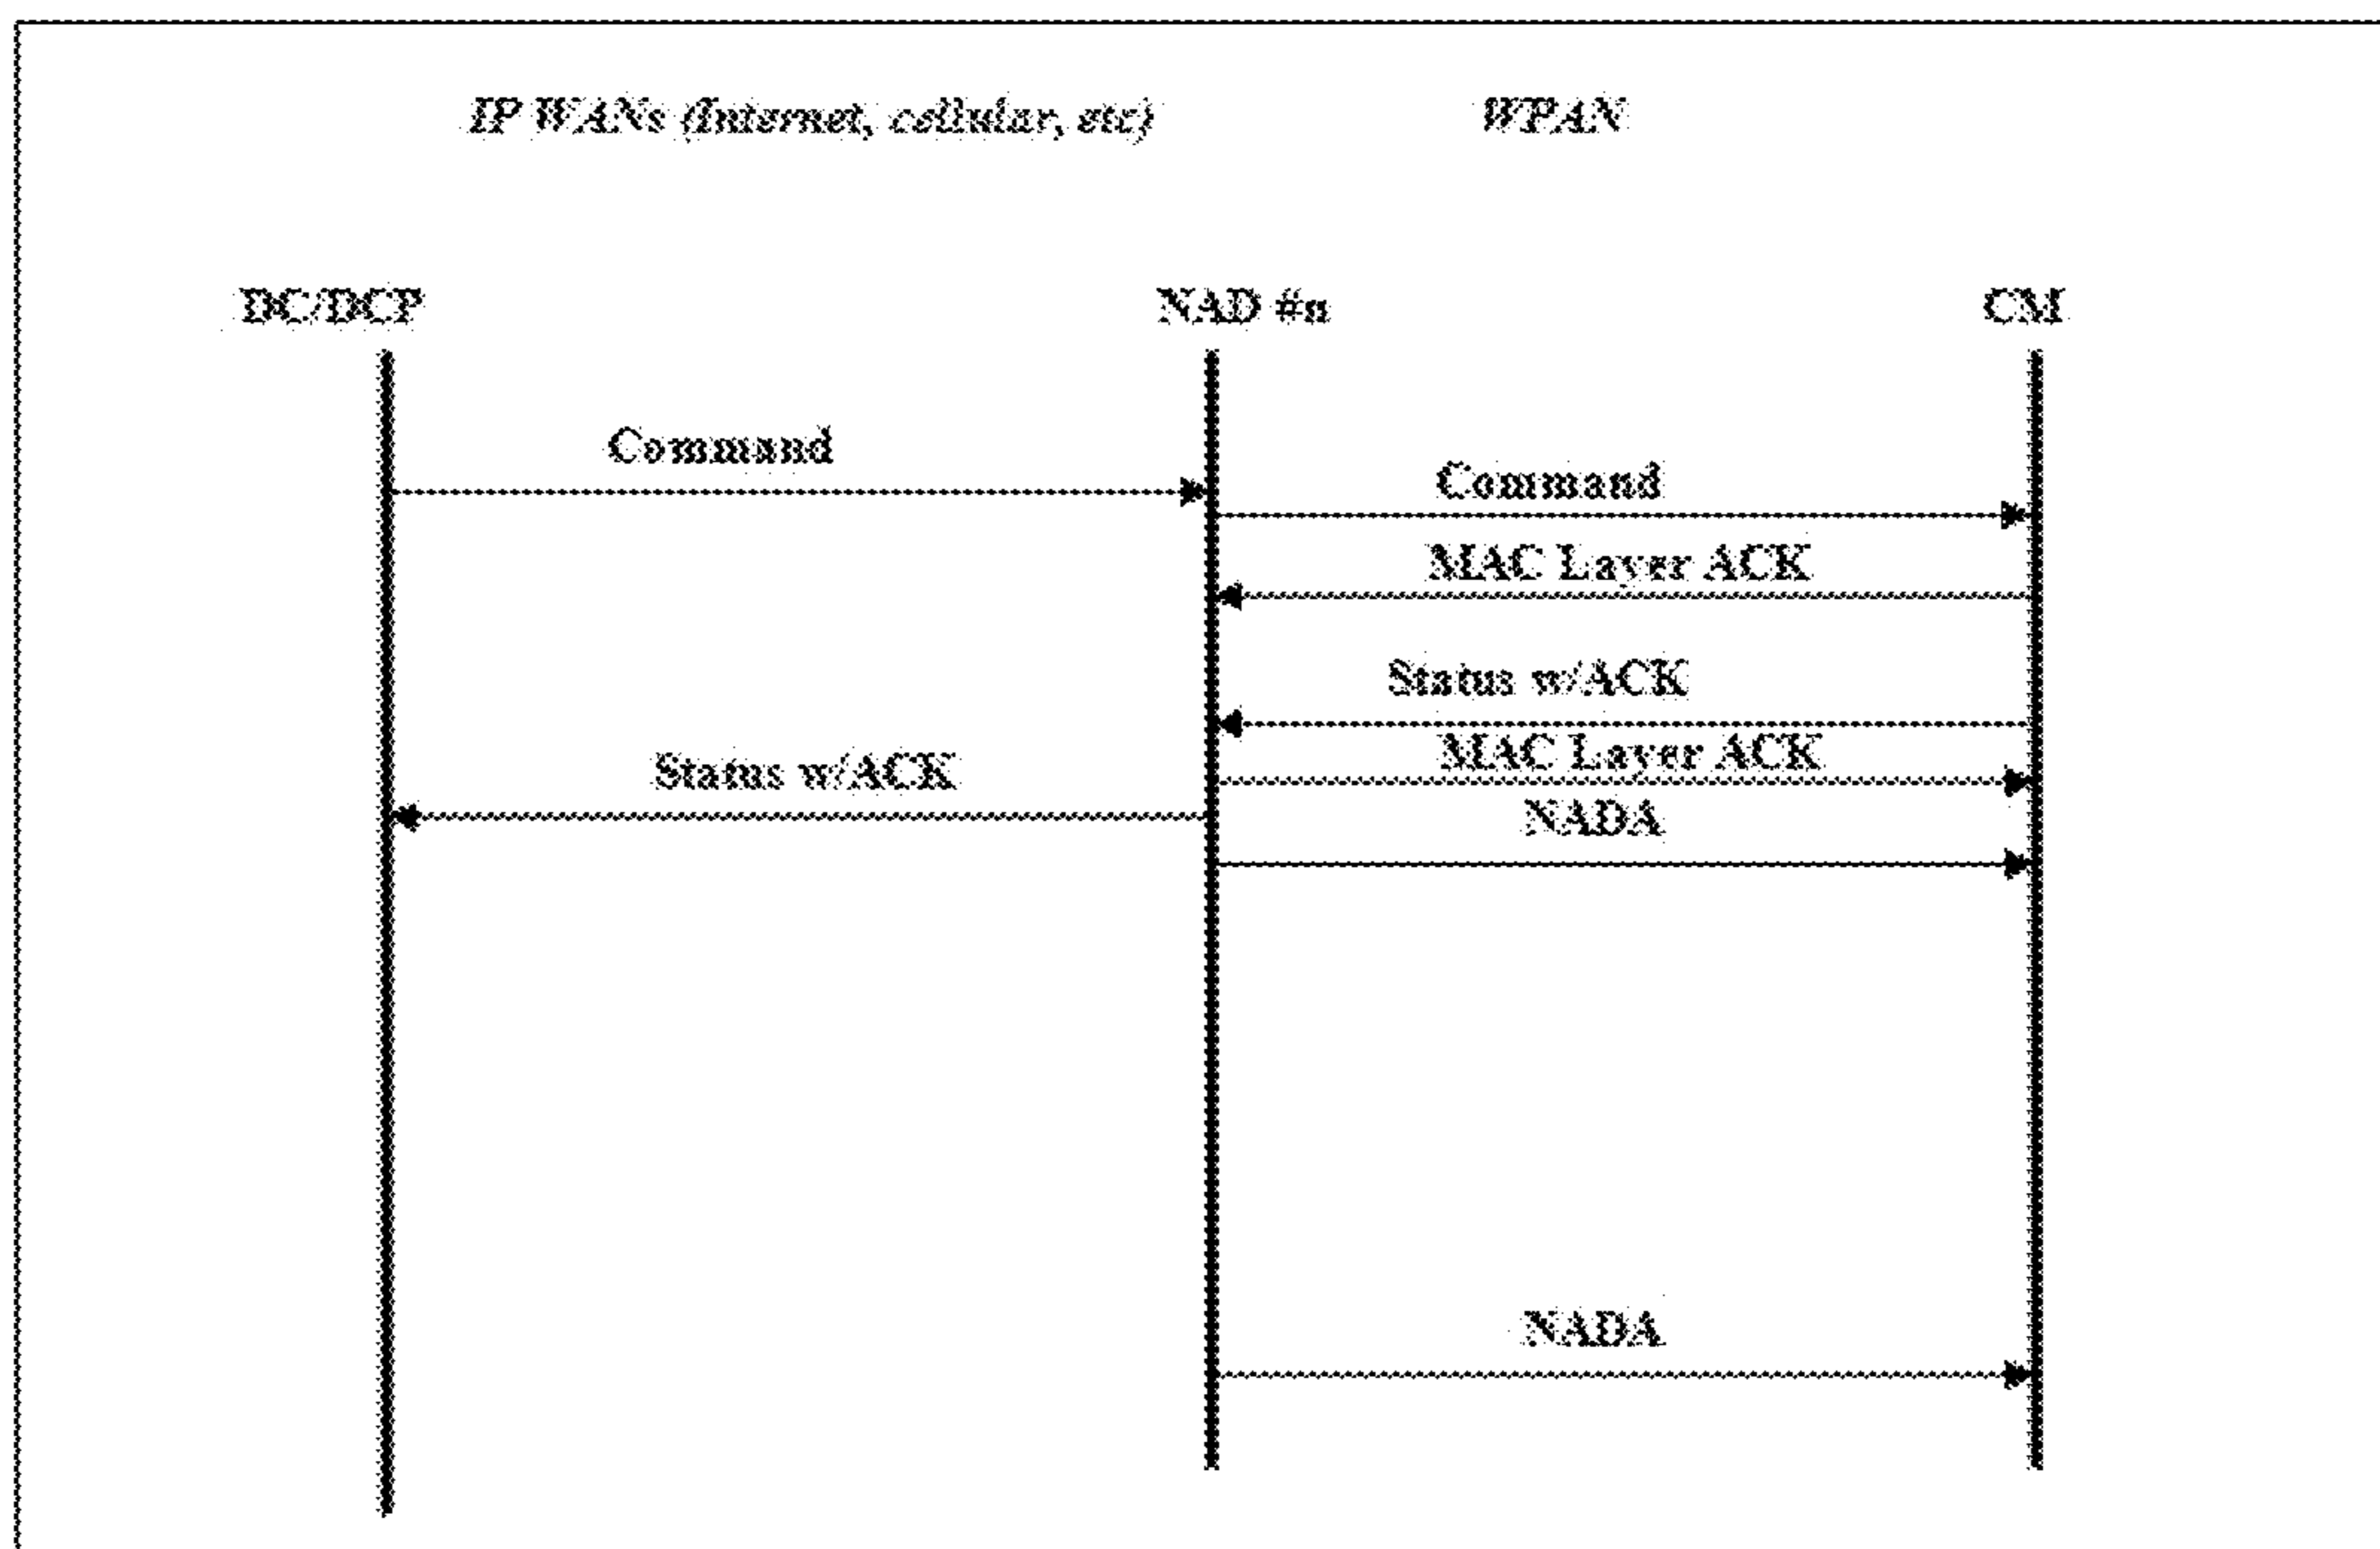 IP WANs (Internet, cellular, etc) WPAN
DC/DCP NAD #n CM
Command
Command
MAC Layer ACK
Status w/ACK
MAC Layer ACK
Status w/ACK
NADA
NADA